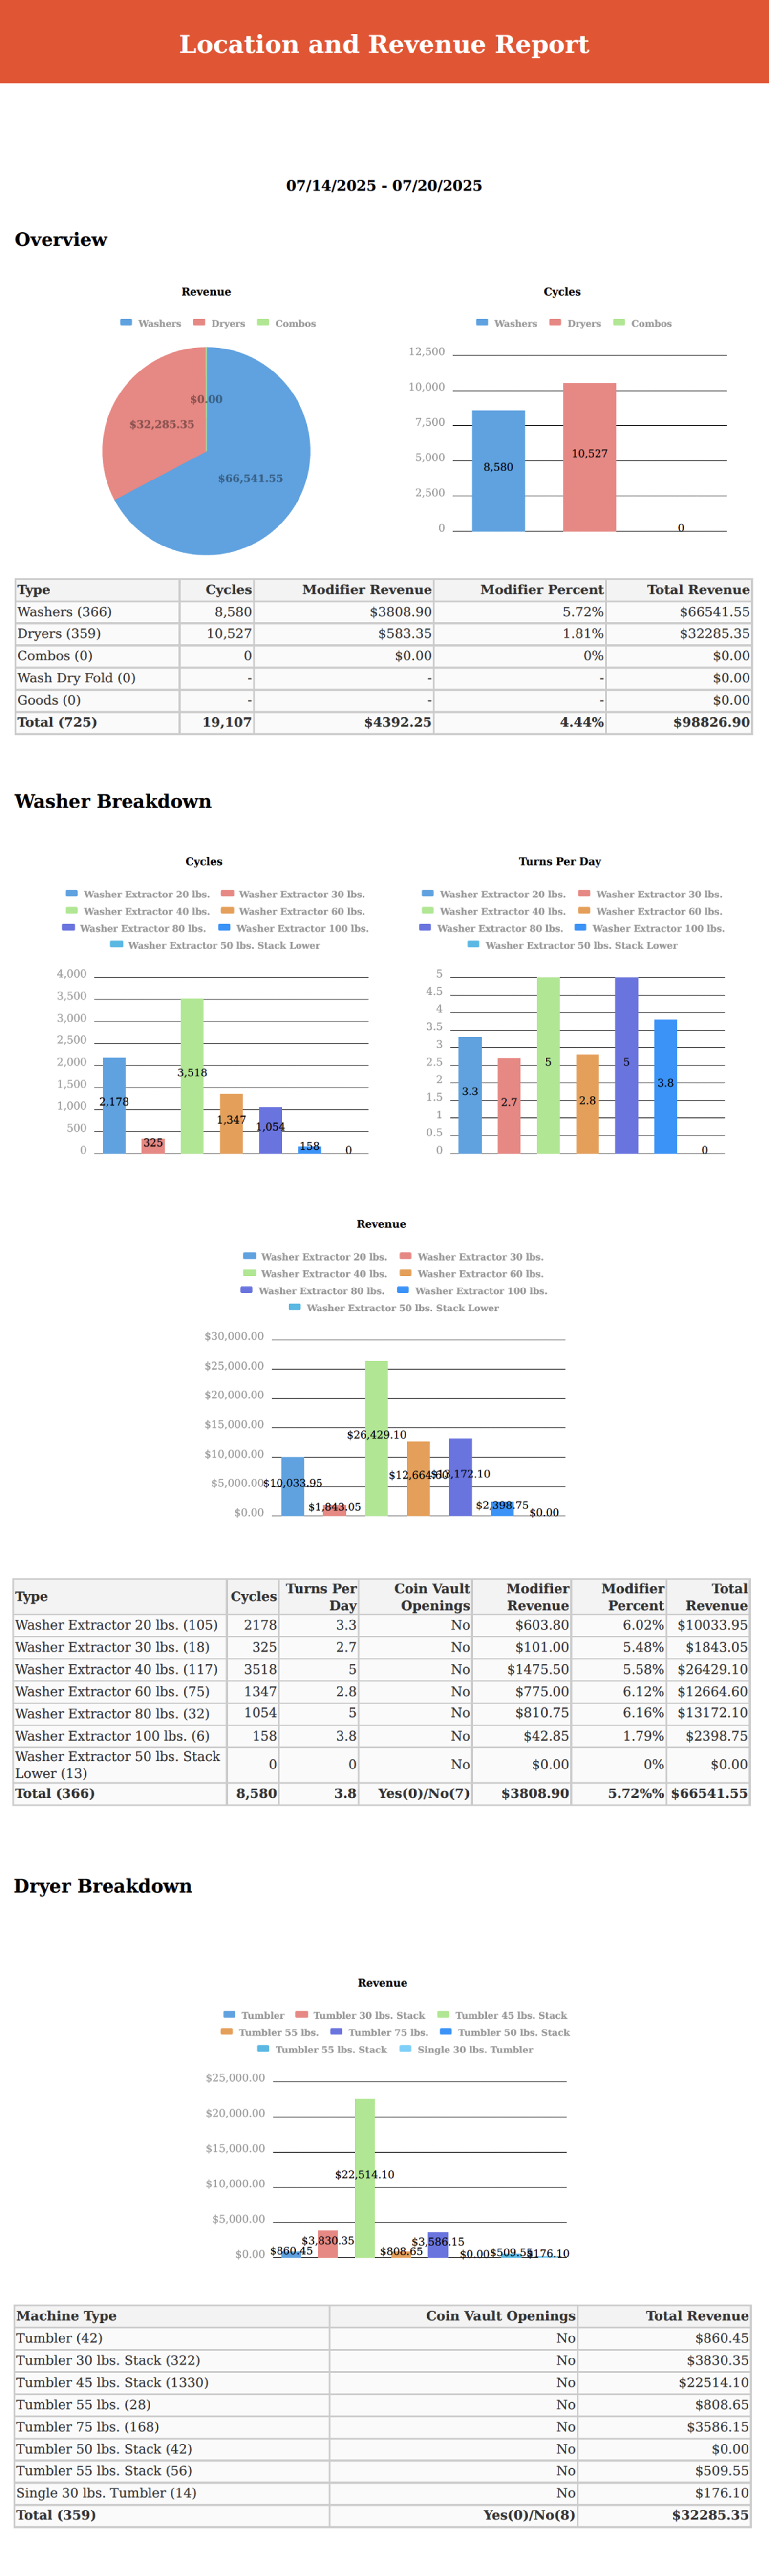 Location and Revenue Report
07/14/2025 - 07/20/2025
Overview
Revenue
Washers Dryers Combos
$0.00
$32,285.35
$66,541.55
Cycles
Washers Dryers Combos
12,500
10,000
7,500
5,000
2,500
0
8,580
10,527
0
Type Cycles Modifier Revenue Modifier Percent Total Revenue
Washers (366) 8,580 $3808.90 5.72% $66541.55
Dryers (359) 10,527 $583.35 1.81% $32285.35
Combos (0) 0 $0.00 0% $0.00
Wash Dry Fold (0) - - - $0.00
Goods (0) - - - $0.00
Total (725) 19,107 $4392.25 4.44% $98826.90
Washer Breakdown
Cycles
Washer Extractor 20 lbs. Washer Extractor 30 lbs.
Washer Extractor 40 lbs. Washer Extractor 60 lbs.
Washer Extractor 80 lbs. Washer Extractor 100 lbs.
Washer Extractor 50 lbs. Stack Lower
4,000
3,500
3,000
2,500
2,000
1,500
1,000
500
0
2,178
325
3,518
1,347
1,054
158
0
Turns Per Day
Washer Extractor 20 lbs. Washer Extractor 30 lbs.
Washer Extractor 40 lbs. Washer Extractor 60 lbs.
Washer Extractor 80 lbs. Washer Extractor 100 lbs.
Washer Extractor 50 lbs. Stack Lower
5
4.5
4
3.5
3
2.5
2
1.5
1
0.5
0
3.3
2.7
5
2.8
5
3.8
0
Revenue
Washer Extractor 20 lbs. Washer Extractor 30 lbs.
Washer Extractor 40 lbs. Washer Extractor 60 lbs.
Washer Extractor 80 lbs. Washer Extractor 100 lbs.
Washer Extractor 50 lbs. Stack Lower
$30,000.00
$25,000.00
$20,000.00
$15,000.00
$10,000.00
$5,000.00
$0.00
$10,033.95
$1,843.05
$26,429.10
$12,664.60
$13,172.10
$2,398.75
$0.00
Type Cycles Turns Per Day Coin Vault Openings Modifier Revenue Modifier Percent Total Revenue
Washer Extractor 20 lbs. (105) 2178 3.3 No $603.80 6.02% $10033.95
Washer Extractor 30 lbs. (18) 325 2.7 No $101.00 5.48% $1843.05
Washer Extractor 40 lbs. (117) 3518 5 No $1475.50 5.58% $26429.10
Washer Extractor 60 lbs. (75) 1347 2.8 No $775.00 6.12% $12664.60
Washer Extractor 80 lbs. (32) 1054 5 No $810.75 6.16% $13172.10
Washer Extractor 100 lbs. (6) 158 3.8 No $42.85 1.79% $2398.75
Washer Extractor 50 lbs. Stack Lower (13) 0 0 No $0.00 0% $0.00
Total (366) 8,580 3.8 Yes(0)/No(7) $3808.90 5.72%% $66541.55
Dryer Breakdown
Revenue
Tumbler Tumbler 30 lbs. Stack Tumbler 45 lbs. Stack
Tumbler 55 lbs. Tumbler 75 lbs. Tumbler 50 lbs. Stack
Tumbler 55 lbs. Stack Single 30 lbs. Tumbler
$25,000.00
$20,000.00
$15,000.00
$10,000.00
$5,000.00
$0.00
$860.45
$3,830.35
$22,514.10
$808.65
$3,586.15
$0.00
$509.55
$176.10
Machine Type Coin Vault Openings Total Revenue
Tumbler (42) No $860.45
Tumbler 30 lbs. Stack (322) No $3830.35
Tumbler 45 lbs. Stack (1330) No $22514.10
Tumbler 55 lbs. (28) No $808.65
Tumbler 75 lbs. (168) No $3586.15
Tumbler 50 lbs. Stack (42) No $0.00
Tumbler 55 lbs. Stack (56) No $509.55
Single 30 lbs. Tumbler (14) No $176.10
Total (359) Yes(0)/No(8) $32285.35